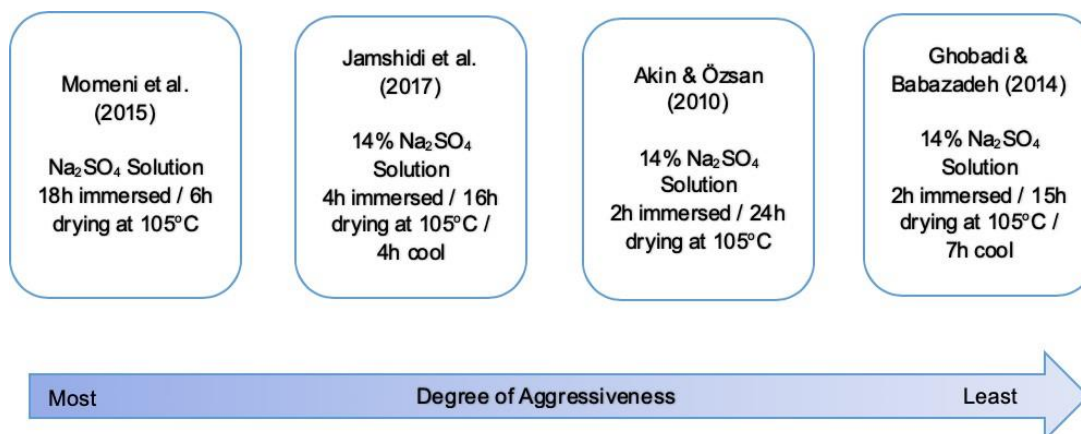 Momeni et al.
(2015)
Na₂SO₄ Solution
18h immersed / 6h
drying at 105ºC
Jamshidi et al.
(2017)
14% Na₂SO₄
Solution
4h immersed / 16h
drying at 105ºC /
4h cool
Akin & Özsan
(2010)
14% Na₂SO₄
Solution
2h immersed / 24h
drying at 105ºC
Ghobadi &
Babazadeh (2014)
14% Na₂SO₄
Solution
2h immersed / 15h
drying at 105ºC /
7h cool
Most Degree of Aggressiveness Least